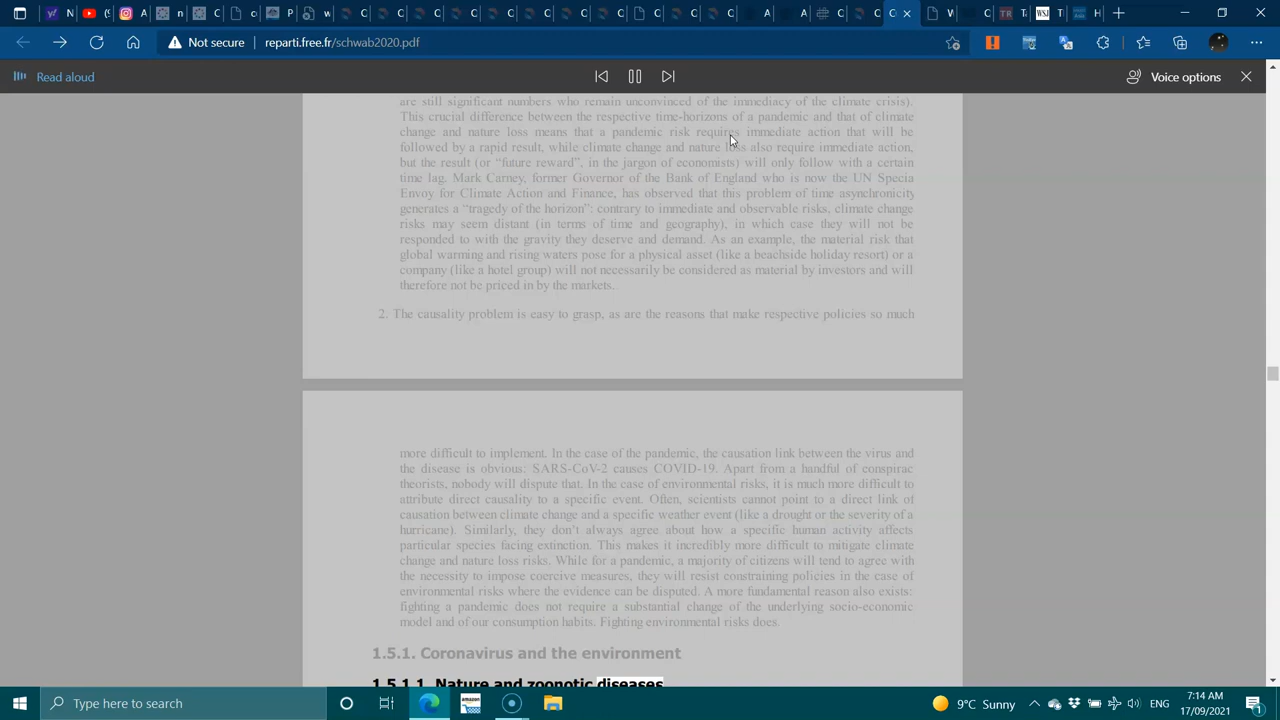 Not secure | reparti.free.fr/schwab2020.pdf
Read aloud
Voice options
are still significant numbers who remain unconvinced of the immediacy of the climate crisis).
This crucial difference between the respective time-horizons of a pandemic and that of climate
change and nature loss means that a pandemic risk requires immediate action that will be
followed by a rapid result, while climate change and nature loss also require immediate action,
but the result (or “future reward”, in the jargon of economists) will only follow with a certain
time lag. Mark Carney, former Governor of the Bank of England who is now the UN Specia
Envoy for Climate Action and Finance, has observed that this problem of time asynchronicity
generates a “tragedy of the horizon”: contrary to immediate and observable risks, climate change
risks may seem distant (in terms of time and geography), in which case they will not be
responded to with the gravity they deserve and demand. As an example, the material risk that
global warming and rising waters pose for a physical asset (like a beachside holiday resort) or a
company (like a hotel group) will not necessarily be considered as material by investors and will
therefore not be priced in by the markets.
2. The causality problem is easy to grasp, as are the reasons that make respective policies so much
more difficult to implement. In the case of the pandemic, the causation link between the virus and
the disease is obvious: SARS-CoV-2 causes COVID-19. Apart from a handful of conspirac
theorists, nobody will dispute that. In the case of environmental risks, it is much more difficult to
attribute direct causality to a specific event. Often, scientists cannot point to a direct link of
causation between climate change and a specific weather event (like a drought or the severity of a
hurricane). Similarly, they don’t always agree about how a specific human activity affects
particular species facing extinction. This makes it incredibly more difficult to mitigate climate
change and nature loss risks. While for a pandemic, a majority of citizens will tend to agree with
the necessity to impose coercive measures, they will resist constraining policies in the case of
environmental risks where the evidence can be disputed. A more fundamental reason also exists:
fighting a pandemic does not require a substantial change of the underlying socio-economic
model and of our consumption habits. Fighting environmental risks does.
1.5.1. Coronavirus and the environment
1.5.1.1. Nature and zoonotic diseases
Type here to search
amazon
9°C Sunny
7:14 AM
17/09/2021